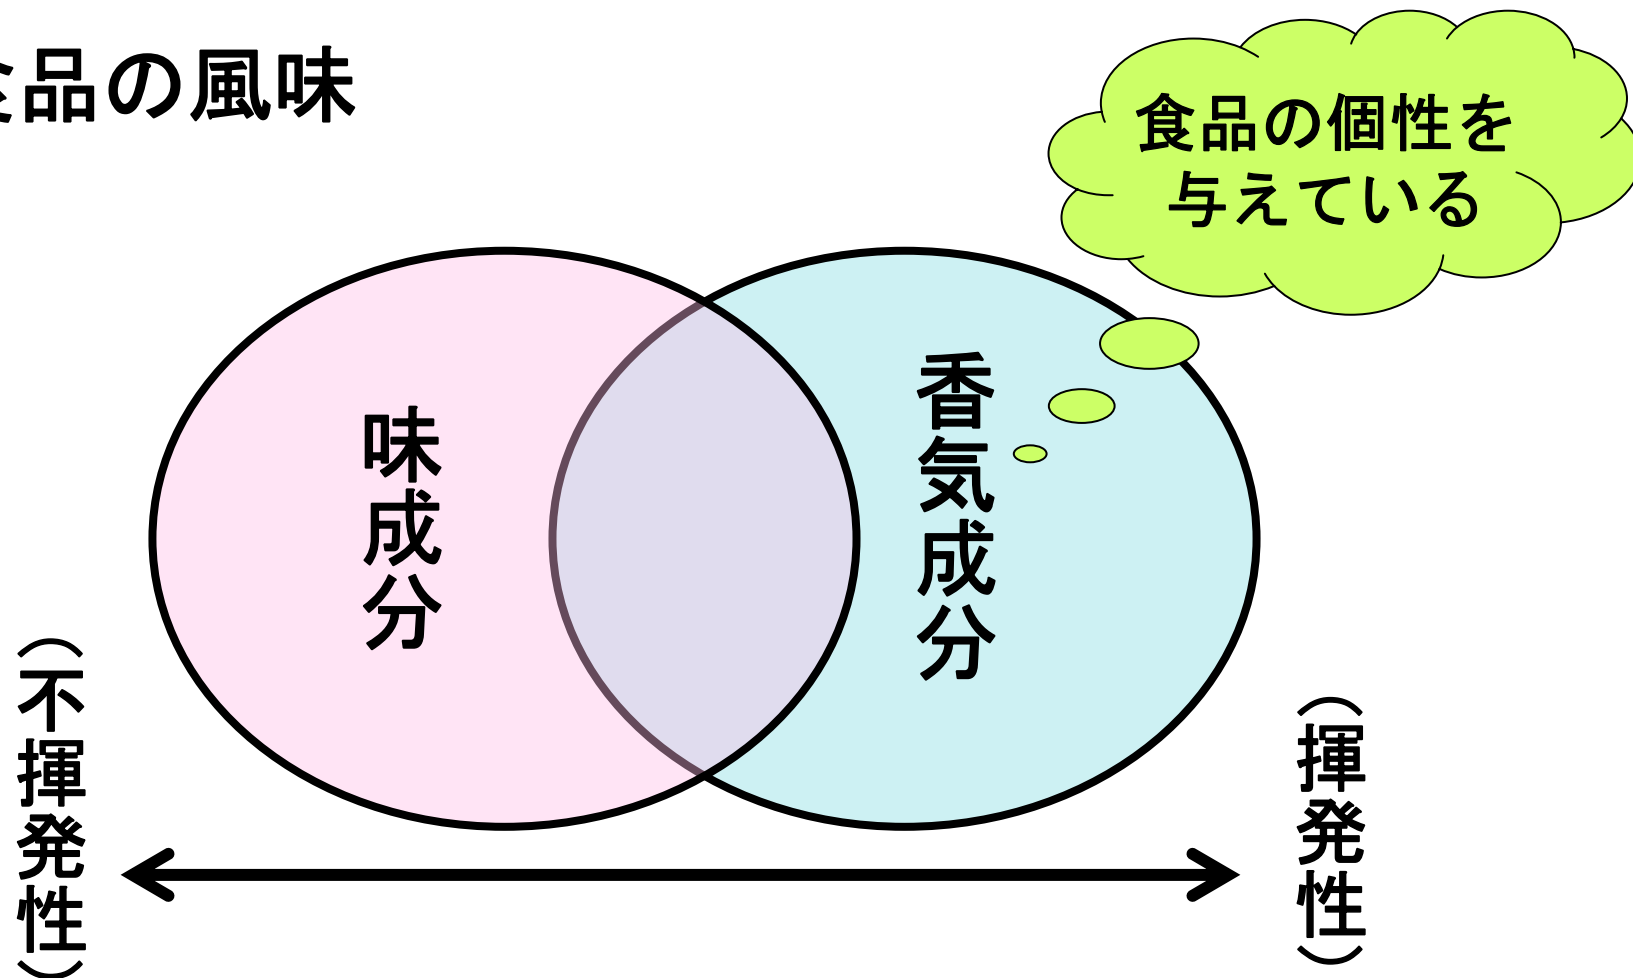 食品の風味
食品の個性を
与えている
味成分
香気成分
（不揮発性）
（揮発性）